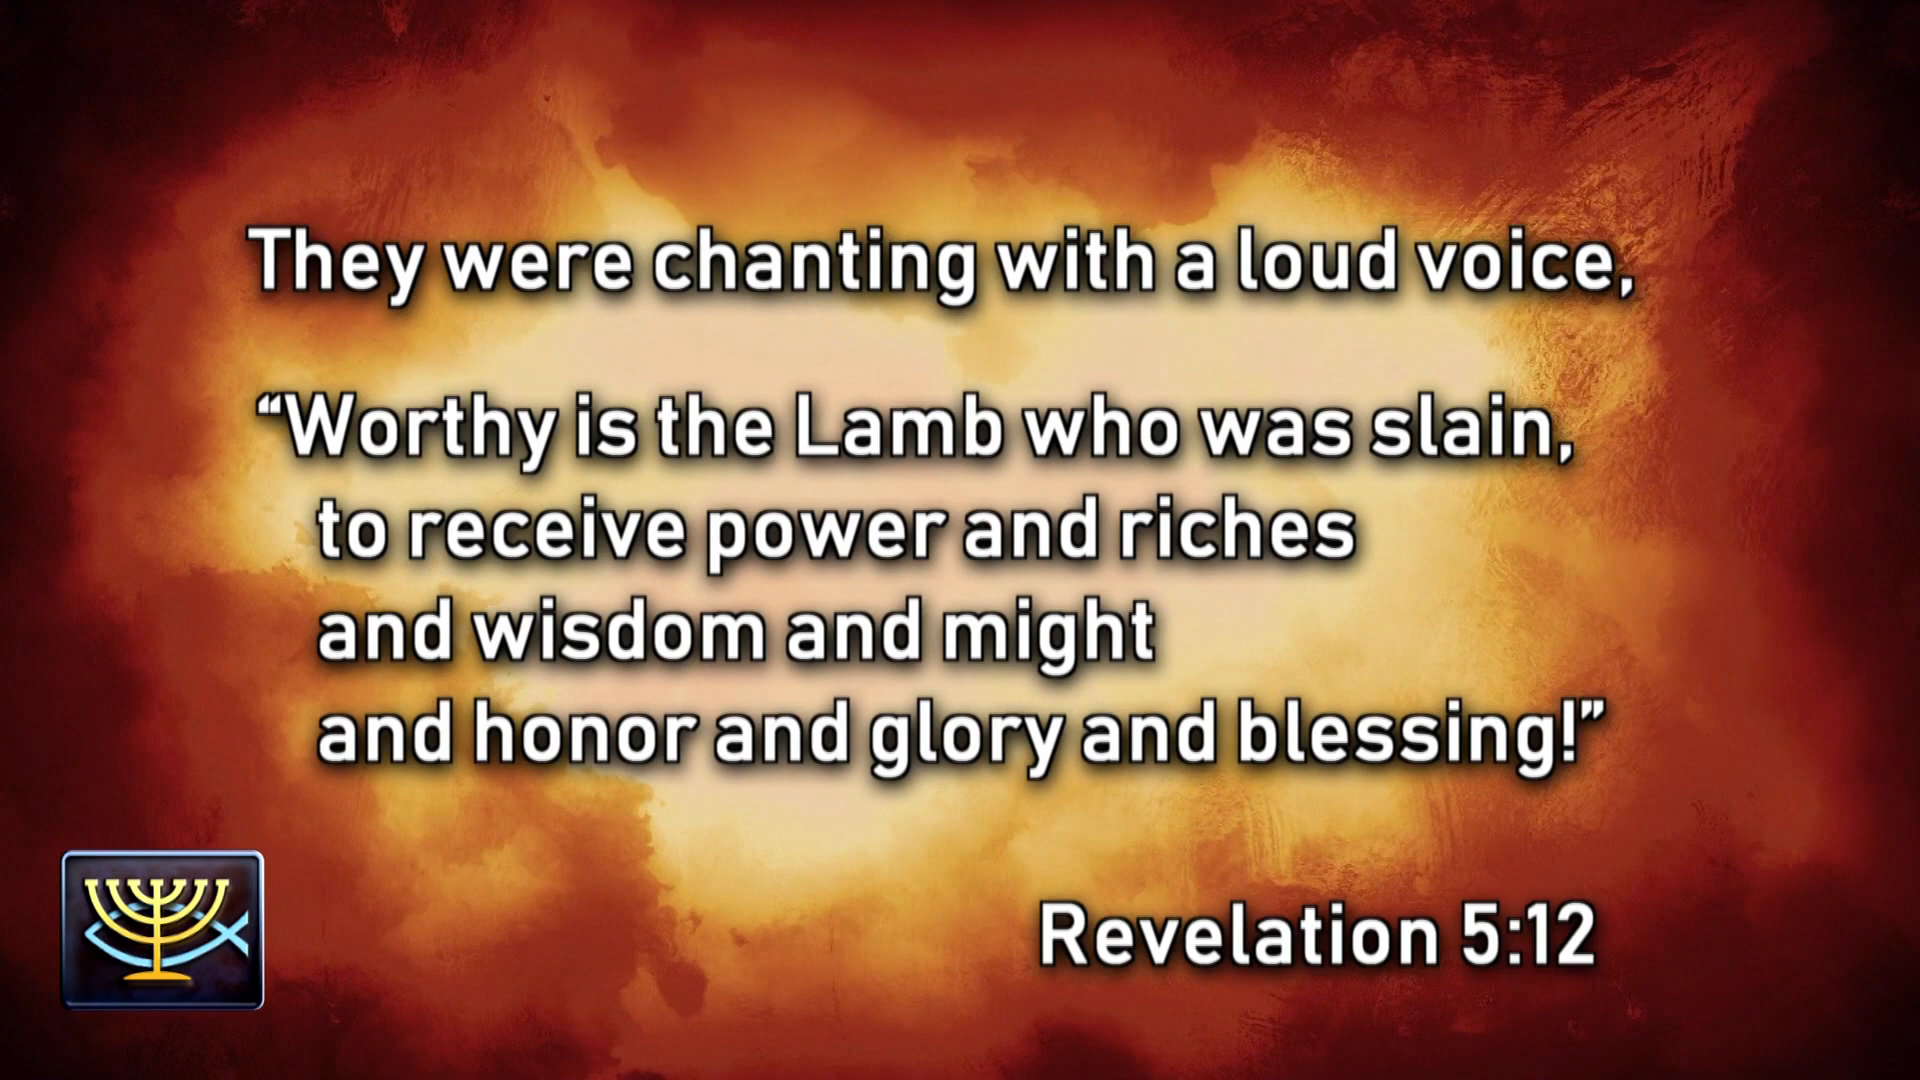 They were chanting with a loud voice,
“Worthy is the Lamb who was slain,
to receive power and riches
and wisdom and might
and honor and glory and blessing!”
Revelation 5:12